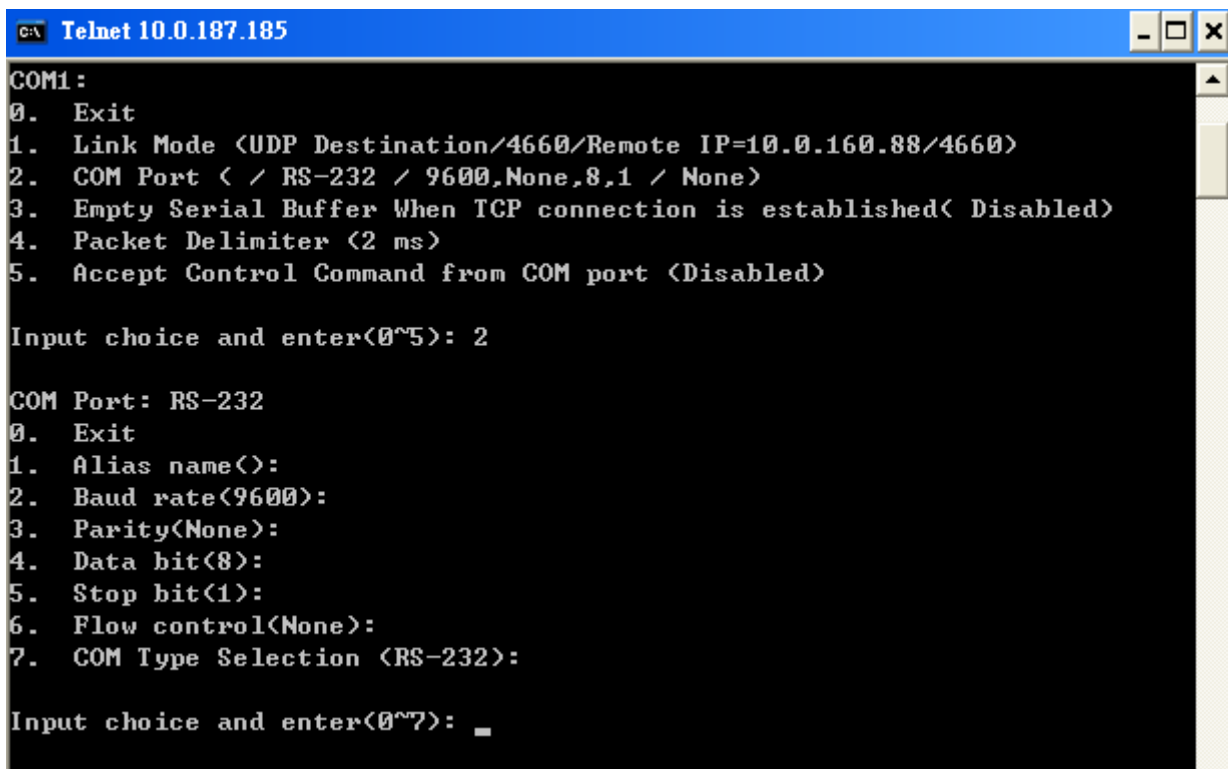 Telnet 10.0.187.185
COM1:
0.  Exit
1.  Link Mode (UDP Destination/4660/Remote IP=10.0.160.88/4660)
2.  COM Port ( / RS-232 / 9600,None,8,1 / None)
3.  Empty Serial Buffer When TCP connection is established( Disabled)
4.  Packet Delimiter (2 ms)
5.  Accept Control Command from COM port (Disabled)
Input choice and enter(0~5): 2
COM Port: RS-232
0.  Exit
1.  Alias name():
2.  Baud rate(9600):
3.  Parity(None):
4.  Data bit(8):
5.  Stop bit(1):
6.  Flow control(None):
7.  COM Type Selection (RS-232):
Input choice and enter(0~7): _